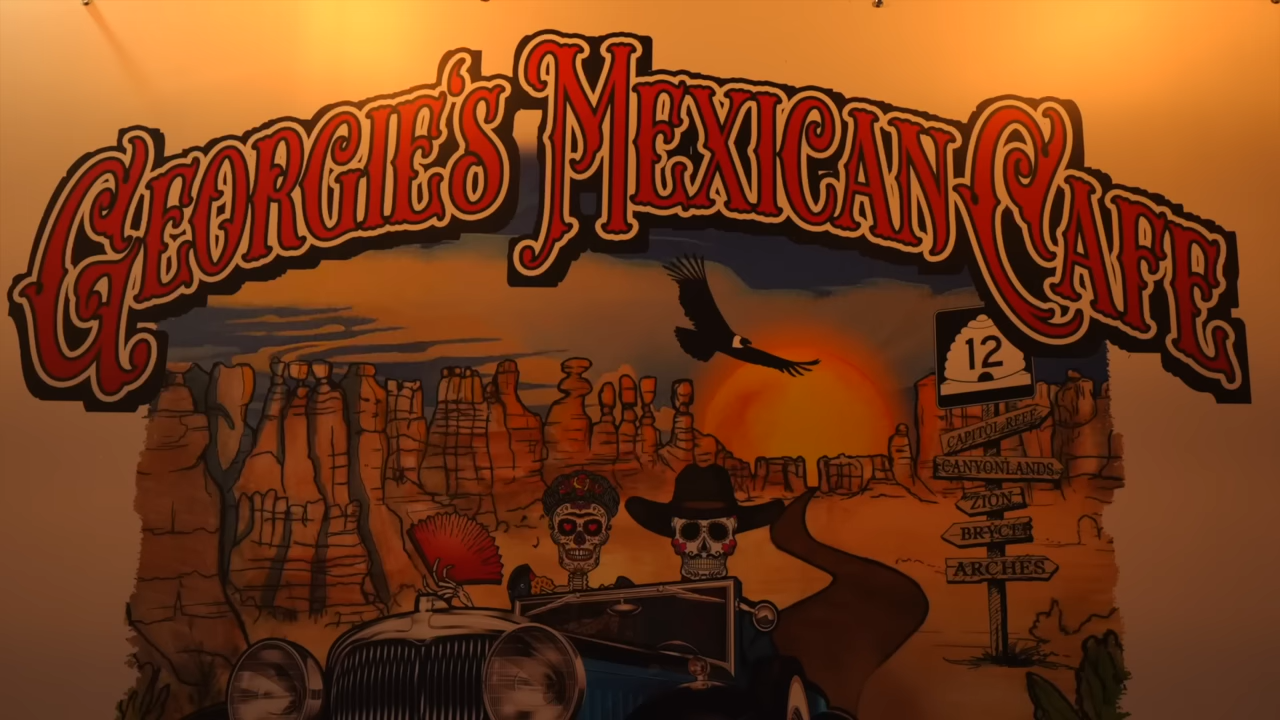 GEORGIE'S MEXICAN CAFE
12
CAPITOL REEF
CANYONLANDS
ZION
BRYCE
ARCHES